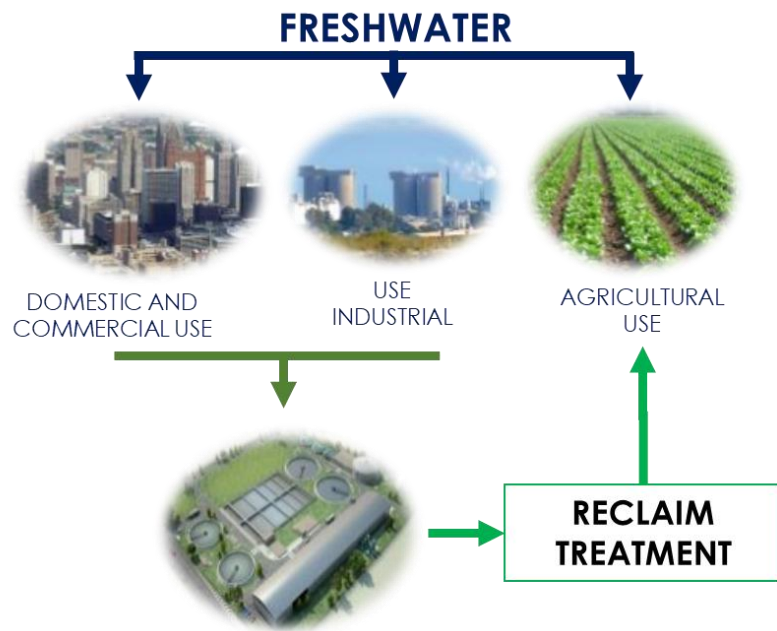 FRESHWATER
DOMESTIC AND
COMMERCIAL USE
USE
INDUSTRIAL
AGRICULTURAL
USE
RECLAIM
TREATMENT